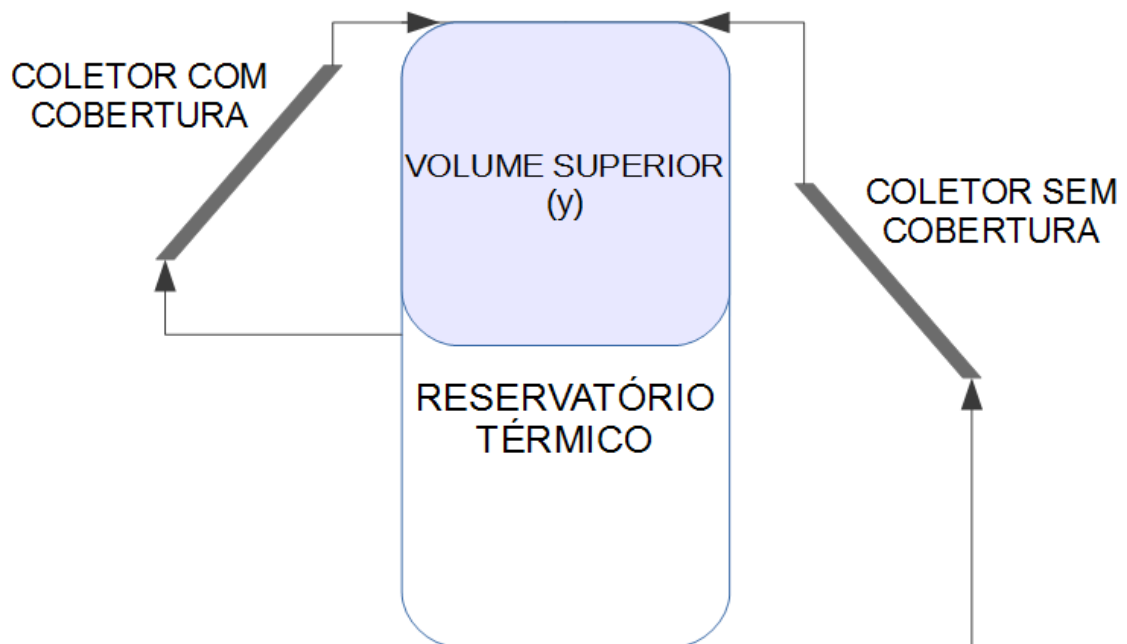 COLETOR COM
COBERTURA
VOLUME SUPERIOR
(y)
COLETOR SEM
COBERTURA
RESERVATÓRIO
TÉRMICO